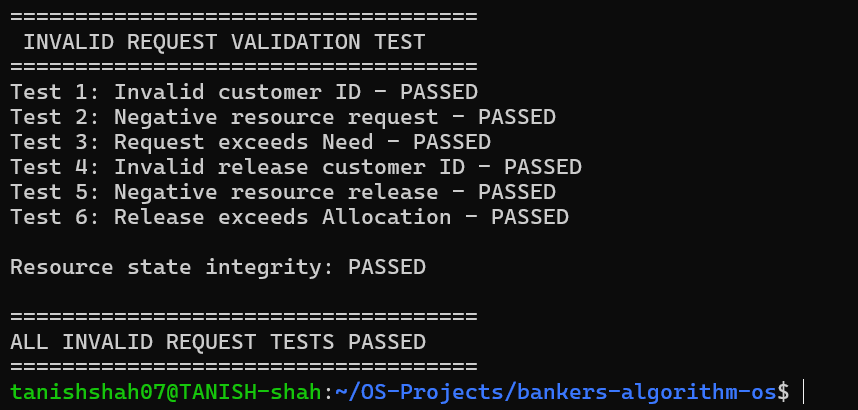 ====================================
INVALID REQUEST VALIDATION TEST
====================================
Test 1: Invalid customer ID - PASSED
Test 2: Negative resource request - PASSED
Test 3: Request exceeds Need - PASSED
Test 4: Invalid release customer ID - PASSED
Test 5: Negative resource release - PASSED
Test 6: Release exceeds Allocation - PASSED
Resource state integrity: PASSED
====================================
ALL INVALID REQUEST TESTS PASSED
====================================
tanishshah07@TANISH-shah:~/OS-Projects/bankers-algorithm-os$